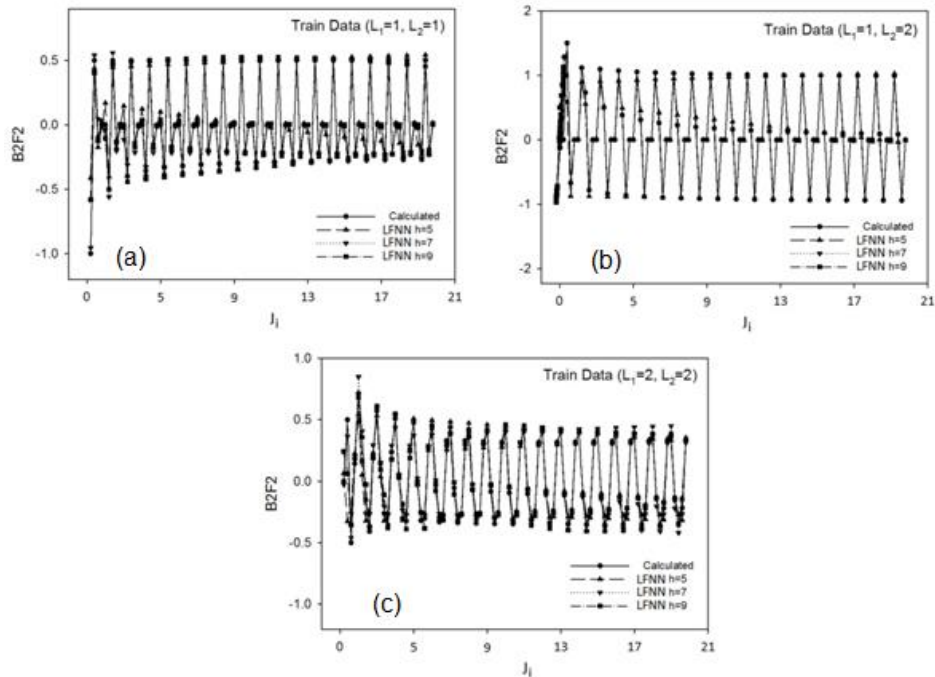 Train Data (L₁=1, L₂=1)
0.5
0.0
-0.5
-1.0
B2F2
Calculated
LFNN h=5
LFNN h=7
LFNN h=9
(a)
0 5 9 13 17 21
Jᵢ
Train Data (L₁=1, L₂=2)
2
1
0
-1
-2
B2F2
Calculated
LFNN h=5
LFNN h=7
LFNN h=9
(b)
0 5 9 13 17 21
Jᵢ
Train Data (L₁=2, L₂=2)
1.0
0.5
0.0
-0.5
-1.0
B2F2
Calculated
LFNN h=5
LFNN h=7
LFNN h=9
(c)
0 5 9 13 17 21
Jᵢ